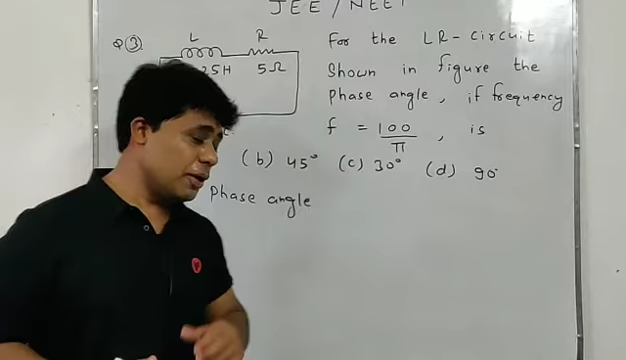 JEE / NEET
Q ③
L R
25H 5Ω
For the LR-circuit
Shown in figure the
Phase angle, if frequency
f = 100/π , is
(b) 45° (c) 30° (d) 90°
Phase angle